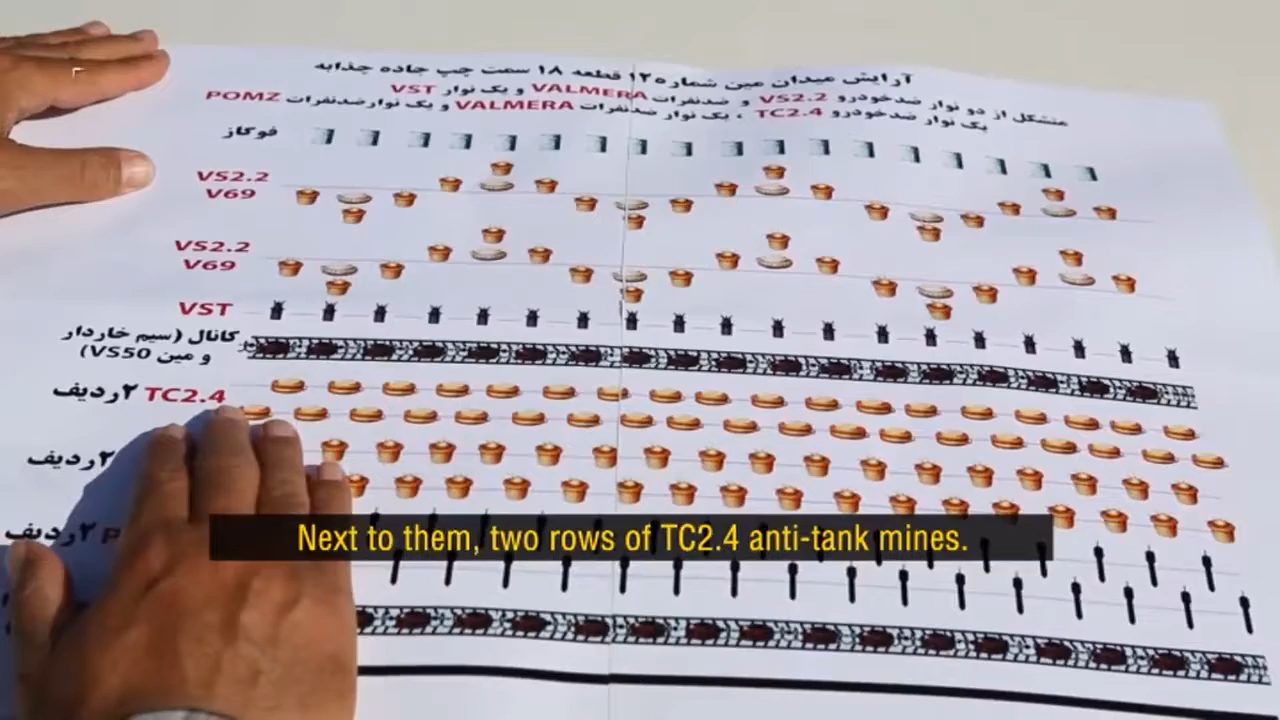 آرایش میدان مین شماره ۱۲ قطعه ۱۸ سمت چپ جاده چذابه
متشکل از دو نوار ضدخودرو VS2.2 و ضدنفرات VALMERA و یک نوار VST
یک نوار ضدخودرو TC2.4 ، یک نوار ضدنفرات VALMERA و یک نوارضدنفرات POMZ
فوگاز
VS2.2
V69
VS2.2
V69
VST
کانال (سیم خاردار
و مین VS50)
۲ردیف TC2.4
۲ردیف
۲ردیف P
Next to them, two rows of TC2.4 anti-tank mines.